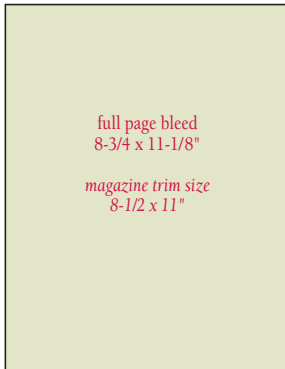 full page bleed
8-3/4 x 11-1/8"
magazine trim size
8-1/2 x 11"